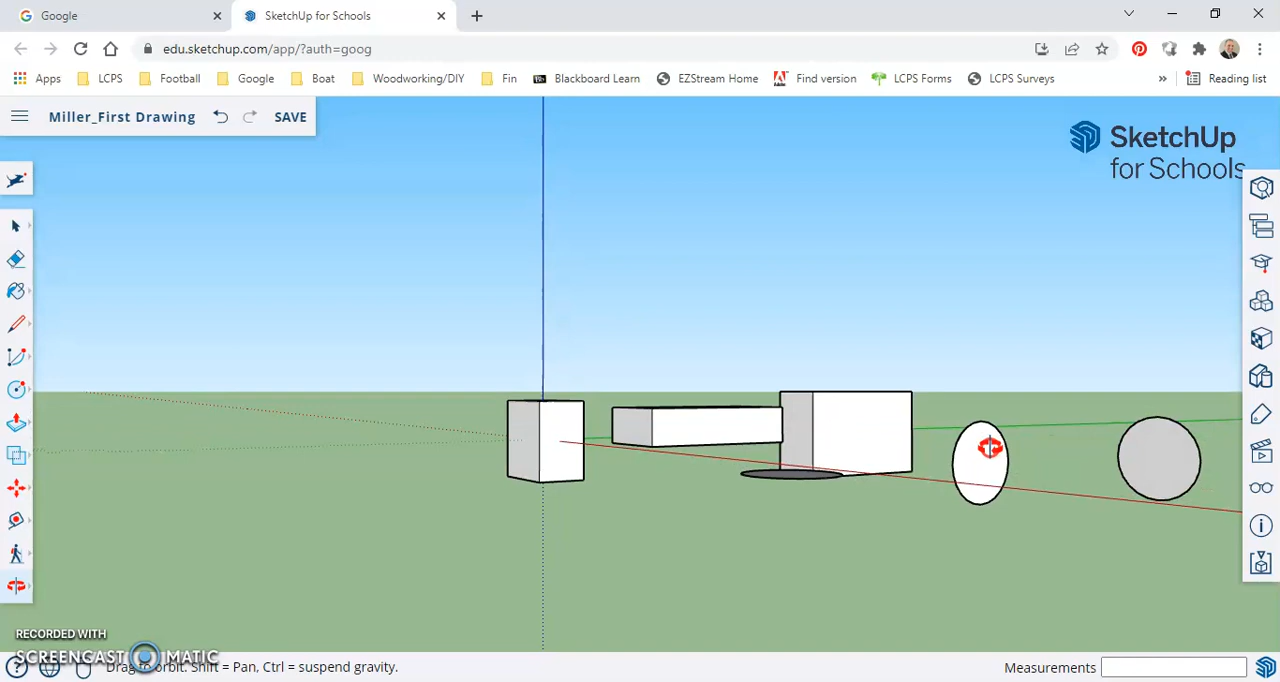 Google
SketchUp for Schools
edu.sketchup.com/app/?auth=goog
Apps LCPS Football Google Boat Woodworking/DIY Fin Blackboard Learn EZStream Home Find version LCPS Forms LCPS Surveys » Reading list
Miller_First Drawing SAVE
SketchUp
for Schools
RECORDED WITH
SCREENCAST MATIC
Drag to orbit. Shift = Pan, Ctrl = suspend gravity.
Measurements